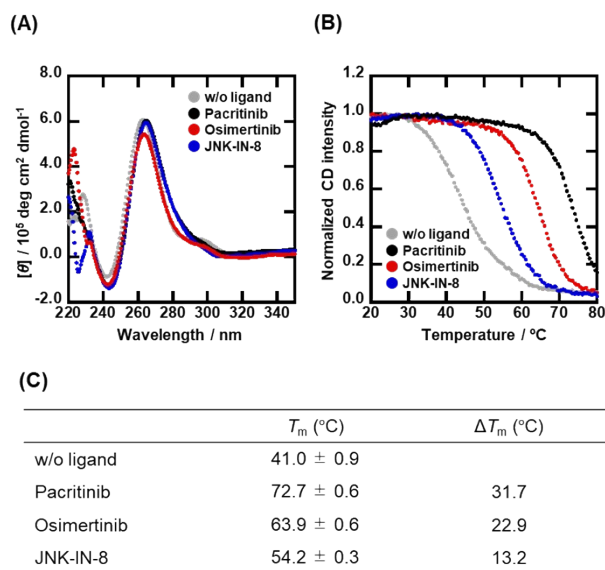 (A)
(B)
[θ] / 10⁵ deg cm² dmol⁻¹
8.0
6.0
4.0
2.0
0.0
-2.0
w/o ligand
Pacritinib
Osimertinib
JNK-IN-8
220 240 260 280 300 320 340
Wavelength / nm
Normalized CD intensity
1.2
1.0
0.8
0.6
0.4
0.2
0.0
w/o ligand
Pacritinib
Osimertinib
JNK-IN-8
20 30 40 50 60 70 80
Temperature / ºC
(C)
Tm (°C) ΔTm (°C)
w/o ligand 41.0 ± 0.9
Pacritinib 72.7 ± 0.6 31.7
Osimertinib 63.9 ± 0.6 22.9
JNK-IN-8 54.2 ± 0.3 13.2